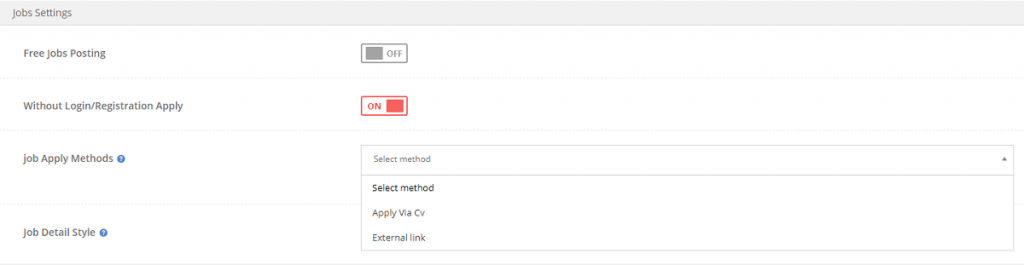 Jobs Settings
Free Jobs Posting
OFF
Without Login/Registration Apply
ON
job Apply Methods ?
Select method
Select method
Apply Via Cv
External link
Job Detail Style ?